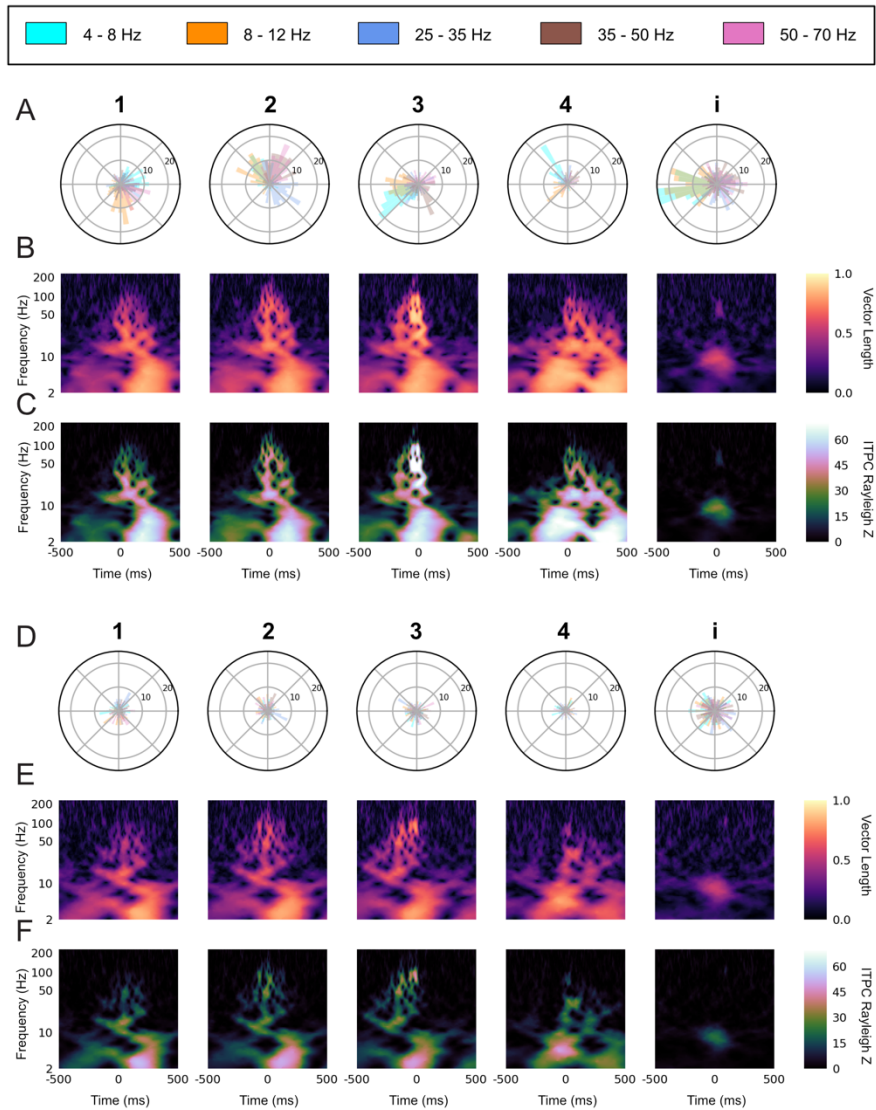 4 - 8 Hz 8 - 12 Hz 25 - 35 Hz 35 - 50 Hz 50 - 70 Hz
A
1 2 3 4 i
10 20 10 20 10 20 10 20 10 20
B
200
100
50
10
2
Frequency (Hz)
1.0
0.5
0.0
Vector Length
C
200
100
50
10
2
Frequency (Hz)
60
45
30
15
0
ITPC Rayleigh Z
-500 0 500 -500 0 500 -500 0 500 -500 0 500 -500 0 500
Time (ms) Time (ms) Time (ms) Time (ms) Time (ms)
D
1 2 3 4 i
10 20 10 20 10 20 10 20 10 20
E
200
100
50
10
2
Frequency (Hz)
1.0
0.5
0.0
Vector Length
F
200
100
50
10
2
Frequency (Hz)
60
45
30
15
0
ITPC Rayleigh Z
-500 0 500 -500 0 500 -500 0 500 -500 0 500 -500 0 500
Time (ms) Time (ms) Time (ms) Time (ms) Time (ms)